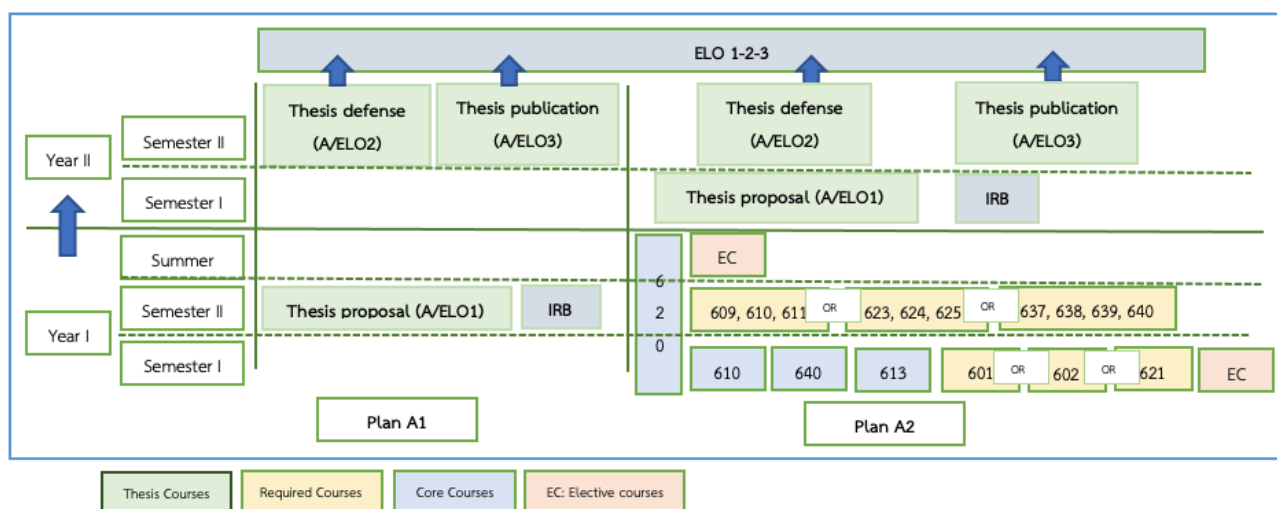 ELO 1-2-3
Thesis defense
(A/ELO2)
Thesis publication
(A/ELO3)
Thesis defense
(A/ELO2)
Thesis publication
(A/ELO3)
Year II
Semester II
Semester I
Thesis proposal (A/ELO1)
IRB
Summer
EC
6
2
0
Year I
Semester II
Thesis proposal (A/ELO1)
IRB
609, 610, 611
OR
623, 624, 625
OR
637, 638, 639, 640
Semester I
610
640
613
601
OR
602
OR
621
EC
Plan A1
Plan A2
Thesis Courses
Required Courses
Core Courses
EC: Elective courses